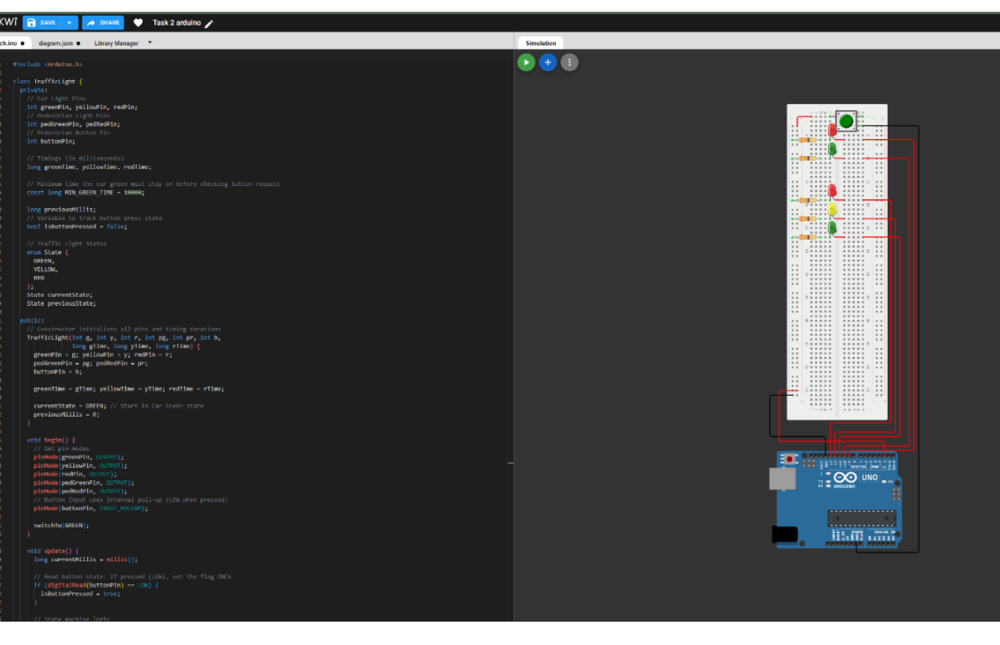 KWi SAVE SHARE Task 2 arduino
ch.ino ● diagram.json ● Library Manager
Simulation
#include <Arduino.h>
class TrafficLight {
private:
// Car Light Pins
int greenPin, yellowPin, redPin;
// Pedestrian Light Pins
int pedGreenPin, pedRedPin;
// Pedestrian Button Pin
int buttonPin;
// Timings (in milliseconds)
long greenTime, yellowTime, redTime;
// Minimum time the car green must stay on before checking button request
const long MIN_GREEN_TIME = 10000;
long previousMillis;
// Variable to track button press state
bool isButtonPressed = false;
// Traffic Light States
enum State {
GREEN,
YELLOW,
RED
};
State currentState;
State previousState;
public:
// Constructor initializes all pins and timing durations
TrafficLight(int g, int y, int r, int pg, int pr, int b,
long gTime, long yTime, long rTime) {
greenPin = g; yellowPin = y; redPin = r;
pedGreenPin = pg; pedRedPin = pr;
buttonPin = b;
greenTime = gTime; yellowTime = yTime; redTime = rTime;
currentState = GREEN; // Start in Car Green state
previousMillis = 0;
}
void begin() {
// Set pin modes
pinMode(greenPin, OUTPUT);
pinMode(yellowPin, OUTPUT);
pinMode(redPin, OUTPUT);
pinMode(pedGreenPin, OUTPUT);
pinMode(pedRedPin, OUTPUT);
// Button input uses internal pull-up (LOW when pressed)
pinMode(buttonPin, INPUT_PULLUP);
switchTo(GREEN);
}
void update() {
long currentMillis = millis();
// Read button state: if pressed (LOW), set the flag ONCE
if (digitalRead(buttonPin) == LOW) {
isButtonPressed = true;
}
// State machine logic
DIGITAL (PWM ~)
UNO
ARDUINO
TX
RX
L
ON
POWER
ANALOG IN